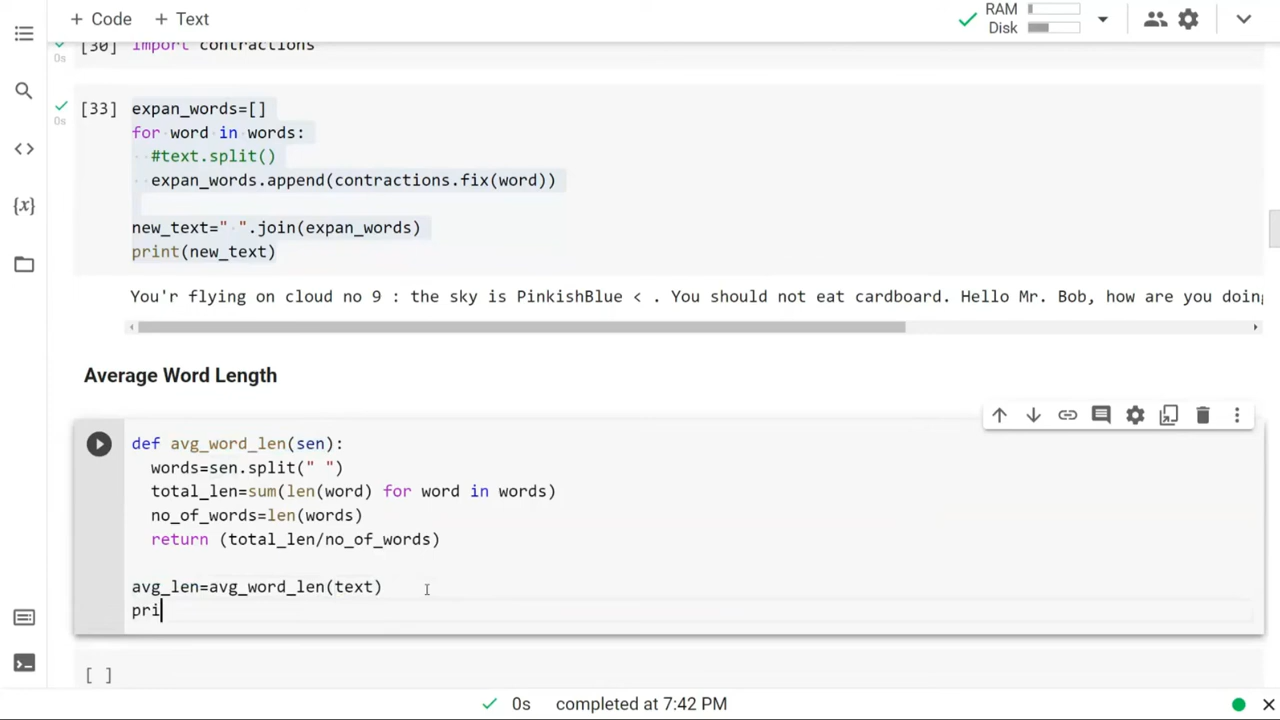 + Code + Text
RAM
Disk
[30] import contractions
0s
[33] expan_words=[]
0s
for word in words:
#text.split()
expan_words.append(contractions.fix(word))
new_text=" ".join(expan_words)
print(new_text)
You'r flying on cloud no 9 : the sky is PinkishBlue < . You should not eat cardboard. Hello Mr. Bob, how are you doing
Average Word Length
def avg_word_len(sen):
words=sen.split(" ")
total_len=sum(len(word) for word in words)
no_of_words=len(words)
return (total_len/no_of_words)
avg_len=avg_word_len(text)
pri
[ ]
0s completed at 7:42 PM